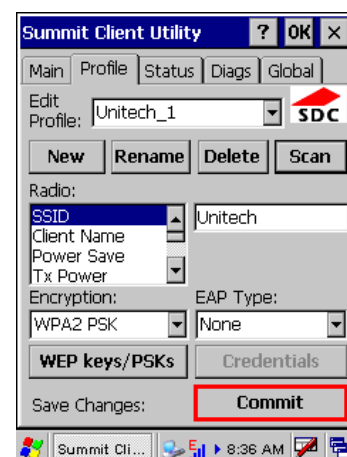 Summit Client Utility ? OK ×
Main Profile Status Diags Global
Edit
Profile: Unitech_1
SDC
New Rename Delete Scan
Radio:
SSID Unitech
Client Name
Power Save
Tx Power
Encryption: EAP Type:
WPA2 PSK None
WEP keys/PSKs Credentials
Save Changes: Commit
Summit Cli... 8:36 AM